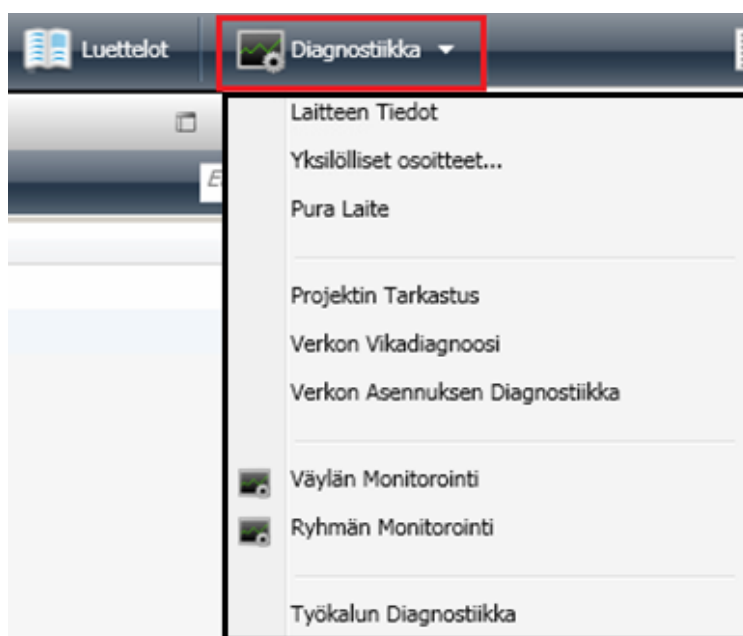 Luettelot Diagnostiikka
Laitteen Tiedot
Yksilölliset osoitteet...
Pura Laite
Projektin Tarkastus
Verkon Vikadiagnoosi
Verkon Asennuksen Diagnostiikka
Väylän Monitorointi
Ryhmän Monitorointi
Työkalun Diagnostiikka